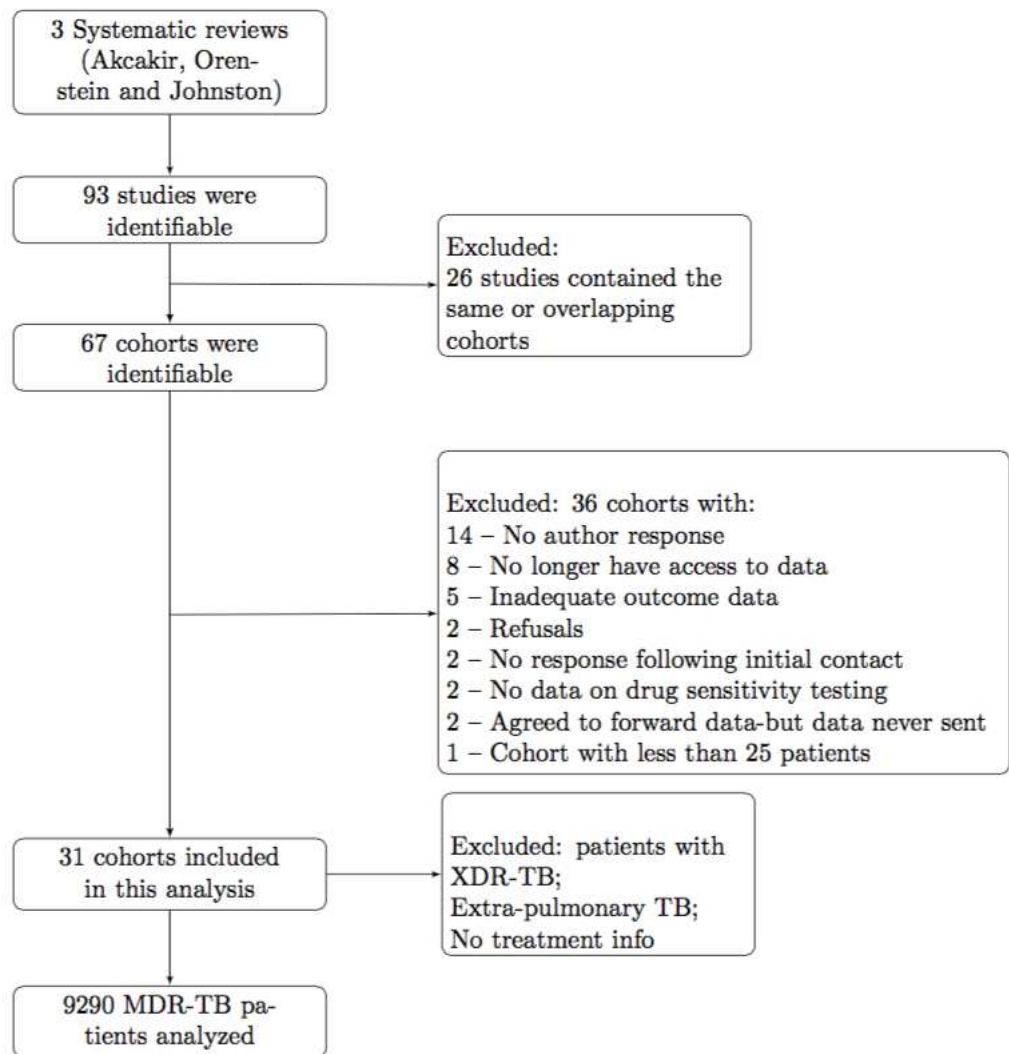 3 Systematic reviews
(Akcakir, Oren-
stein and Johnston)
93 studies were
identifiable
Excluded:
26 studies contained the
same or overlapping
cohorts
67 cohorts were
identifiable
Excluded: 36 cohorts with:
14 – No author response
8 – No longer have access to data
5 – Inadequate outcome data
2 – Refusals
2 – No response following initial contact
2 – No data on drug sensitivity testing
2 – Agreed to forward data-but data never sent
1 – Cohort with less than 25 patients
31 cohorts included
in this analysis
Excluded: patients with
XDR-TB;
Extra-pulmonary TB;
No treatment info
9290 MDR-TB pa-
tients analyzed